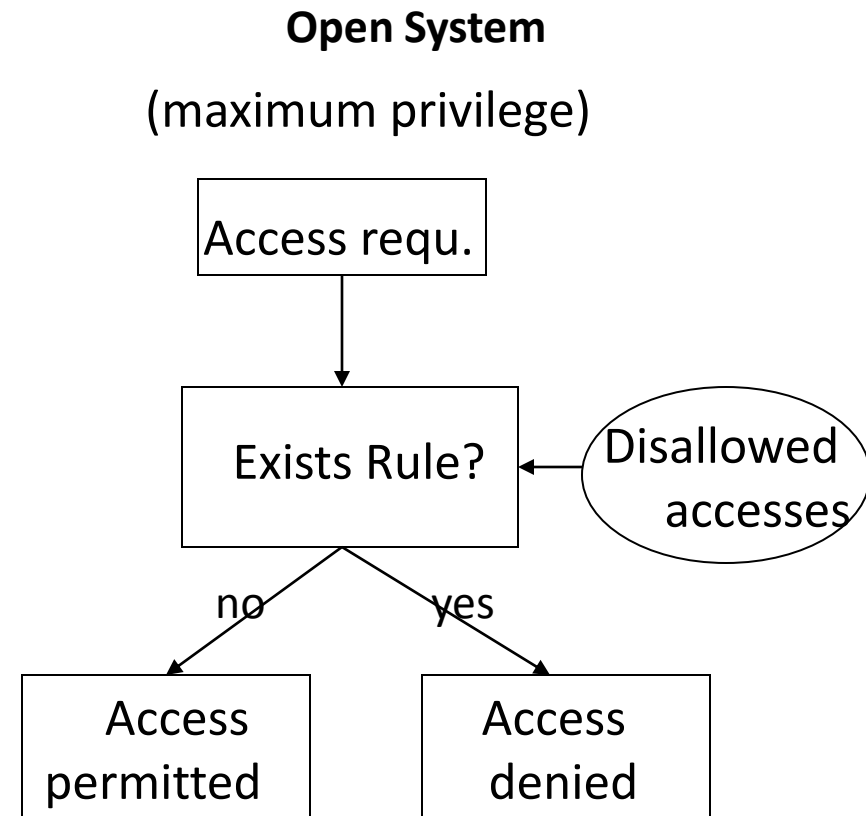 Open System
(maximum privilege)
Access requ.
Exists Rule?
Disallowed
accesses
no
yes
Access
permitted
Access
denied